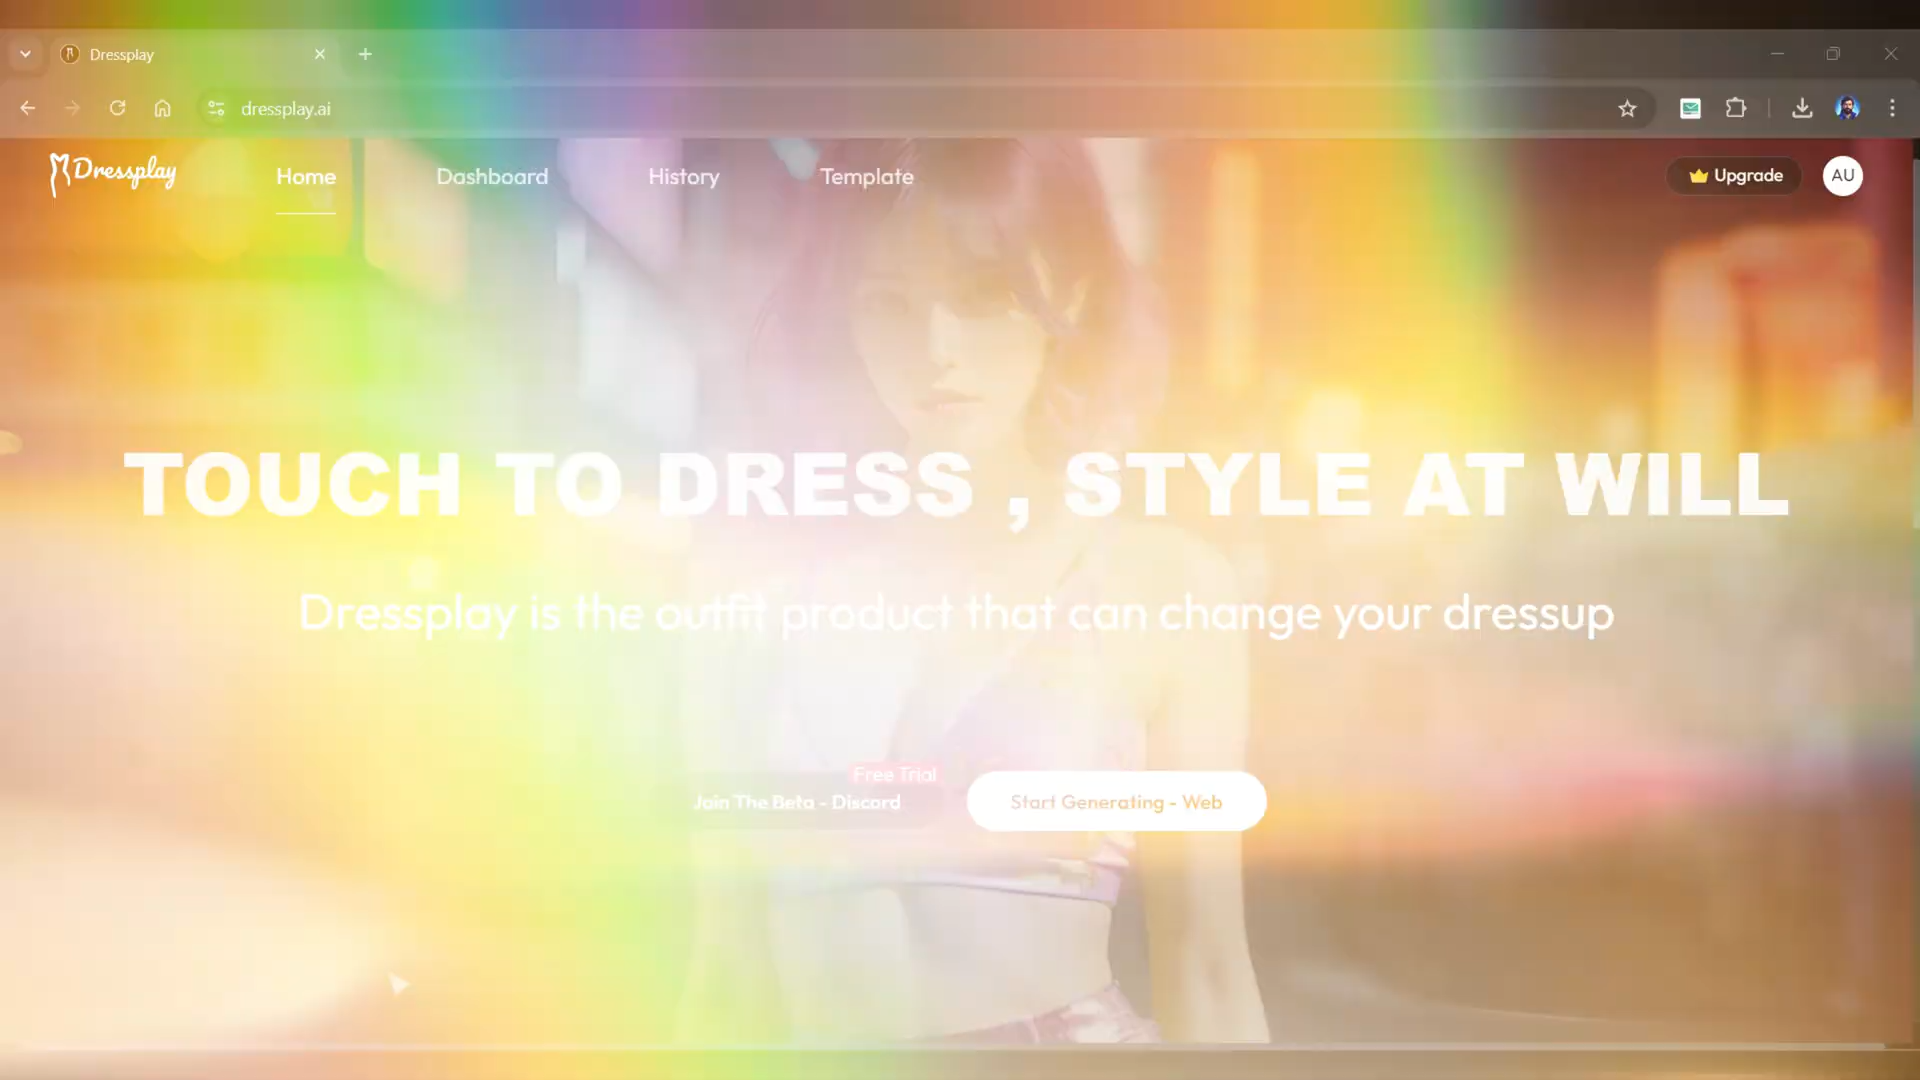 Dressplay
dressplay.ai
Dressplay
Home
Dashboard
History
Template
Upgrade
AU
TOUCH TO DRESS , STYLE AT WILL
Dressplay is the outfit product that can change your dressup
Free Trial
Join The Beta - Discord
Start Generating - Web